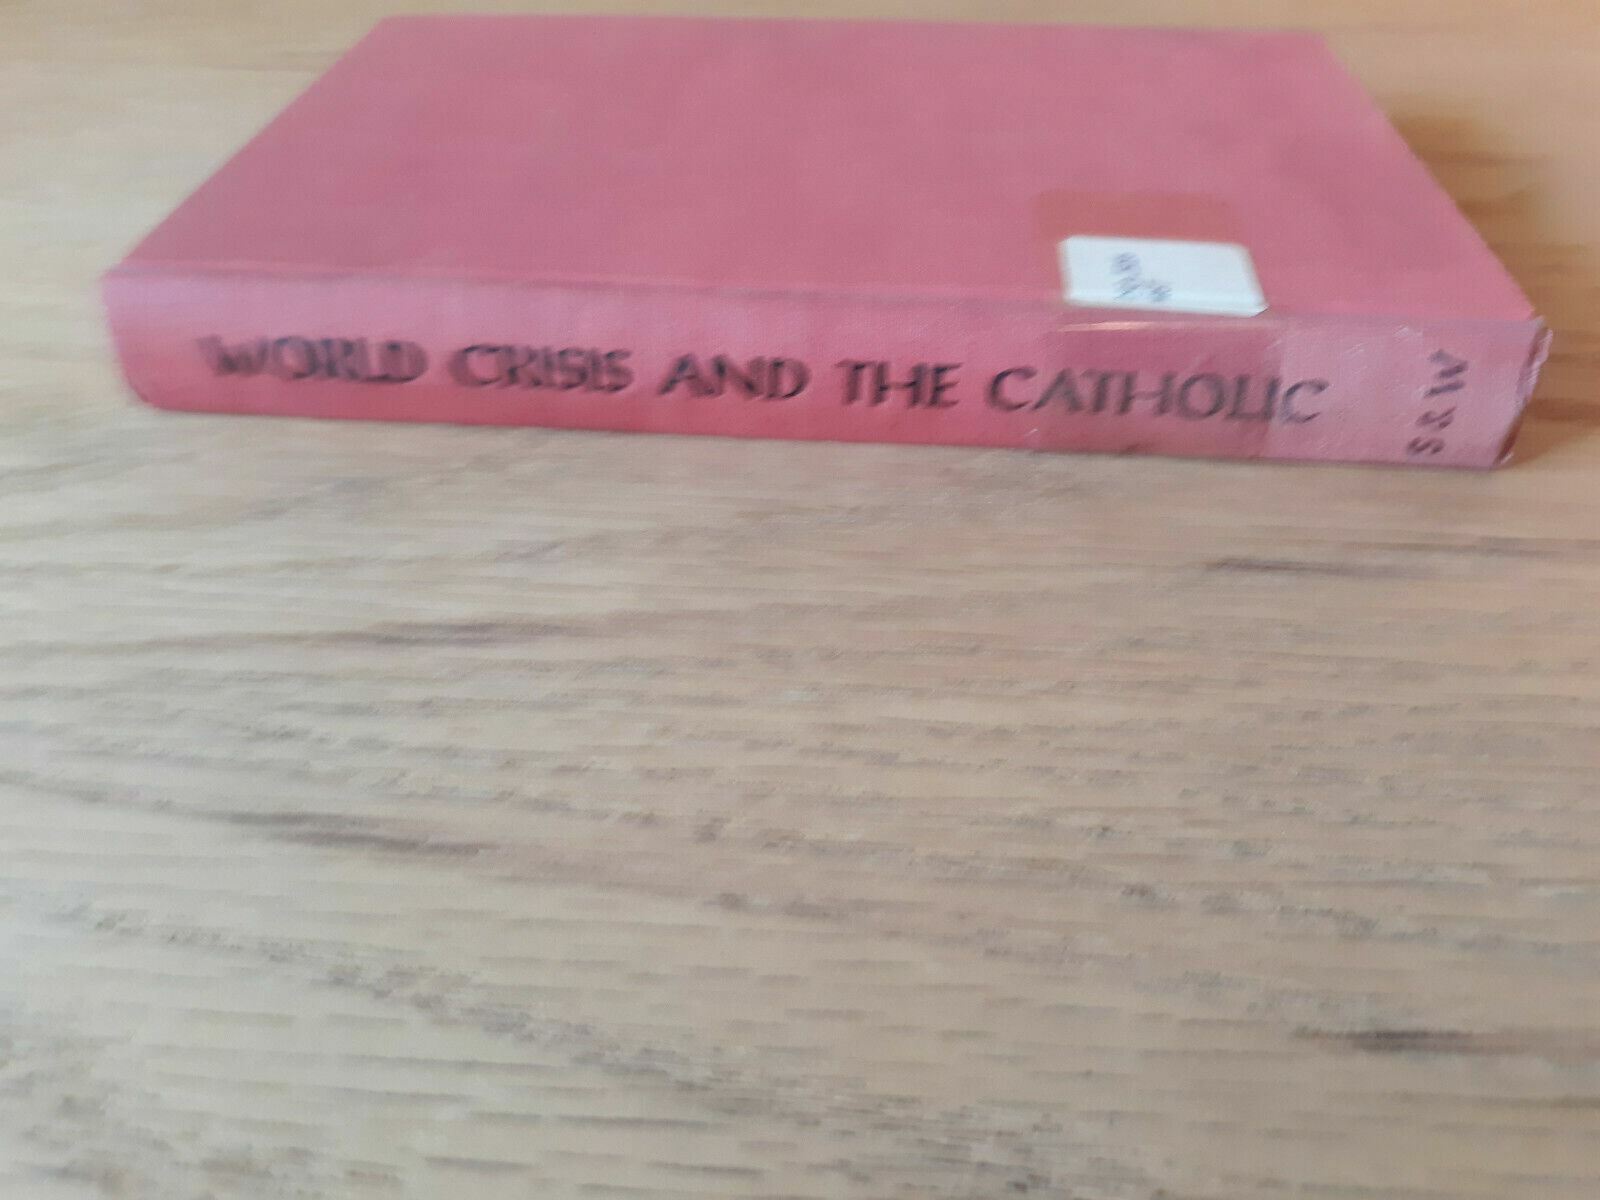 WORLD CRISIS AND THE CATHOLIC
S&W